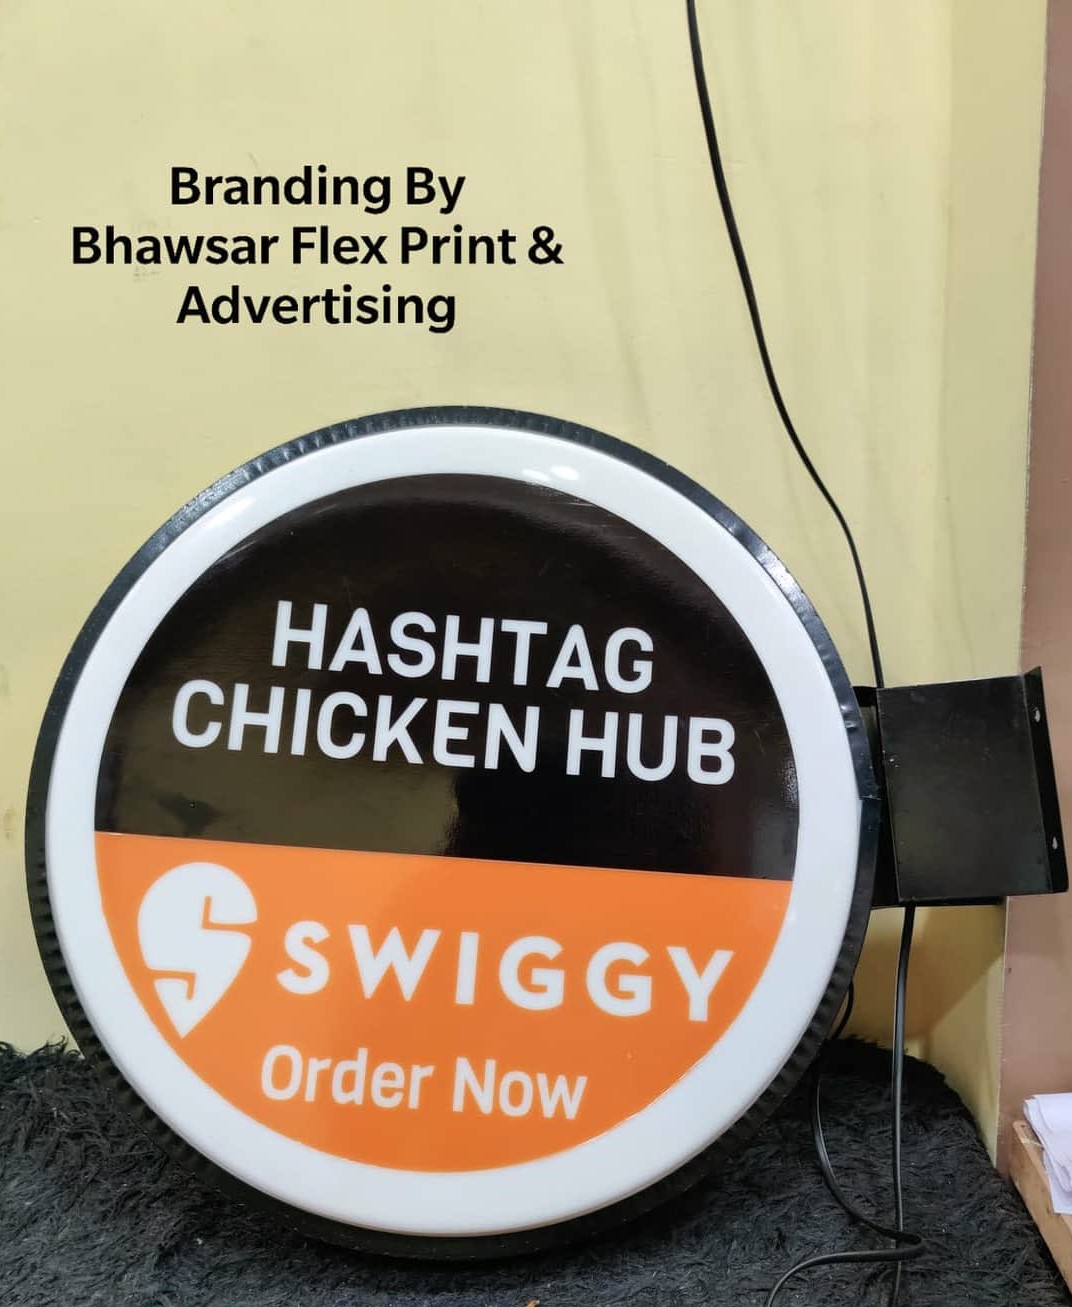 Branding By
Bhawsar Flex Print &
Advertising
HASHTAG
CHICKEN HUB
SWIGGY
Order Now